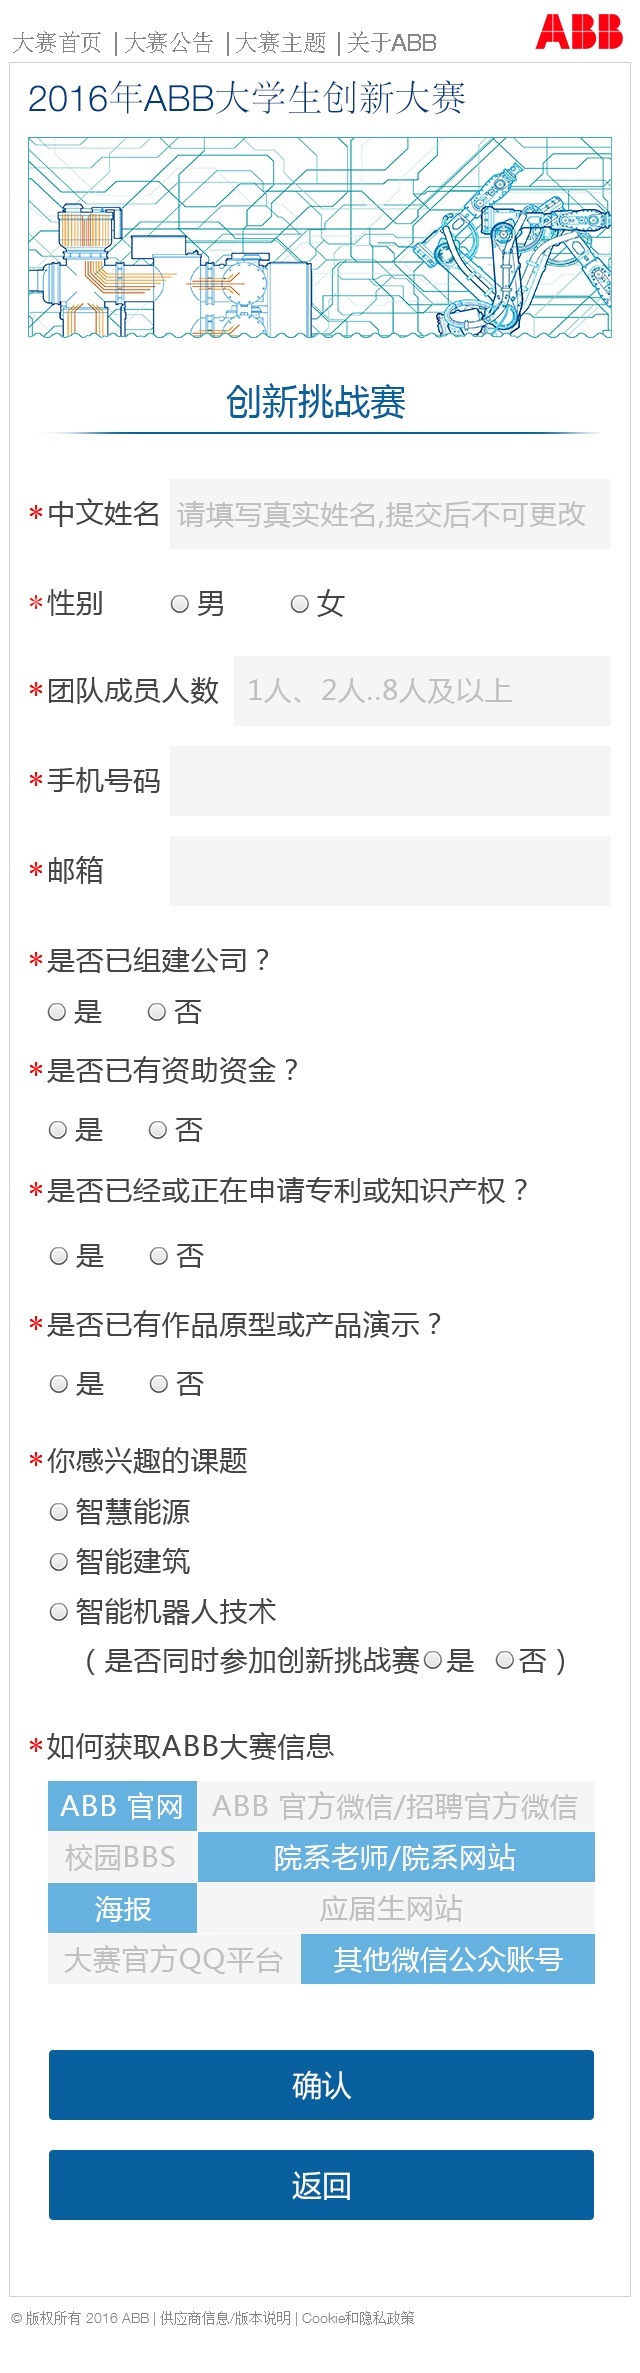 大赛首页 | 大赛公告 | 大赛主题 | 关于ABB
ABB
2016年ABB大学生创新大赛
创新挑战赛
*中文姓名 请填写真实姓名,提交后不可更改
*性别 男 女
*团队成员人数 1人、2人..8人及以上
*手机号码
*邮箱
*是否已组建公司？
是 否
*是否已有资助资金？
是 否
*是否已经或正在申请专利或知识产权？
是 否
*是否已有作品原型或产品演示？
是 否
*你感兴趣的课题
智慧能源
智能建筑
智能机器人技术
（是否同时参加创新挑战赛 是 否）
*如何获取ABB大赛信息
ABB 官网 ABB 官方微信/招聘官方微信
校园BBS 院系老师/院系网站
海报 应届生网站
大赛官方QQ平台 其他微信公众账号
确认
返回
© 版权所有 2016 ABB | 供应商信息/版本说明 | Cookie和隐私政策